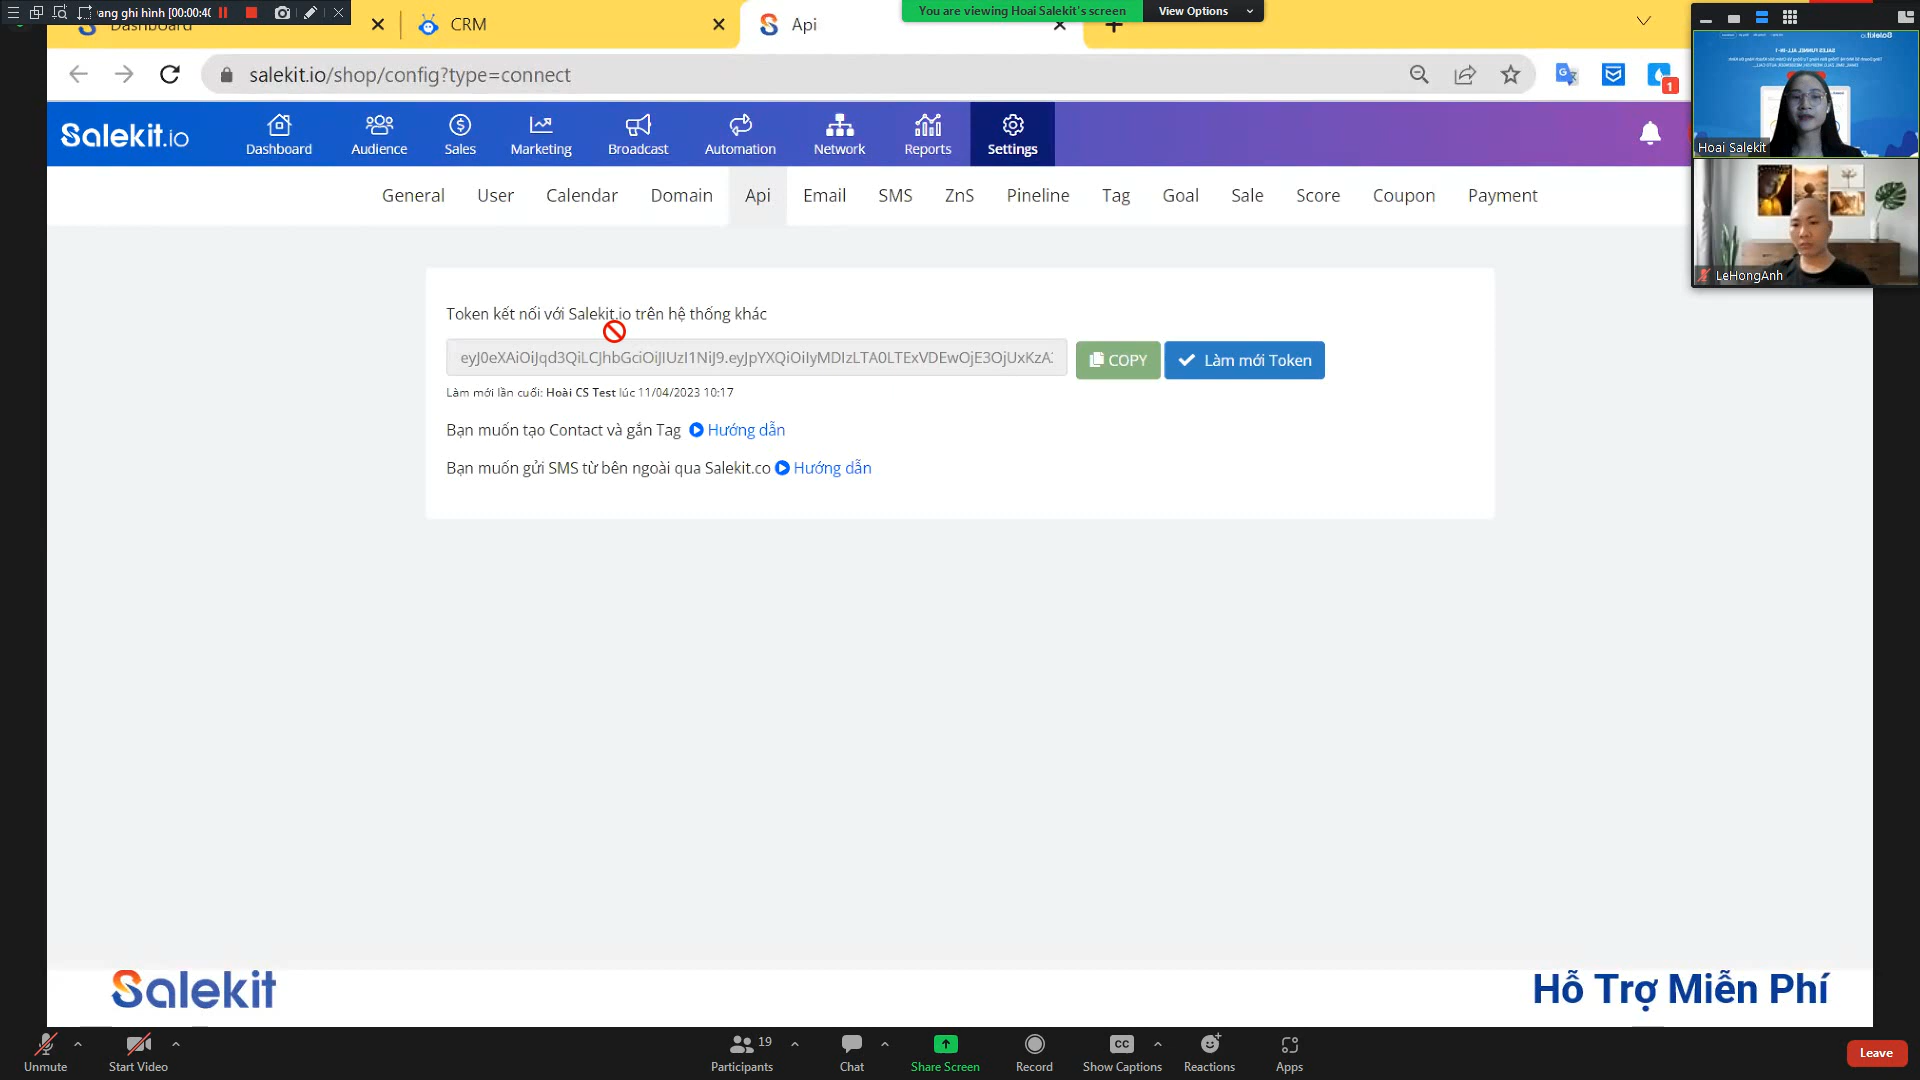 ang ghi hình [00:00:40
Dashboard
CRM
Api
You are viewing Hoai Salekit's screen
View Options
salekit.io/shop/config?type=connect
1
Salekit.io
Dashboard
Audience
Sales
Marketing
Broadcast
Automation
Network
Reports
Settings
Hoai Salekit
LeHongAnh
General
User
Calendar
Domain
Api
Email
SMS
ZnS
Pineline
Tag
Goal
Sale
Score
Coupon
Payment
Token kết nối với Salekit.io trên hệ thống khác
COPY
Làm mới Token
Làm mới lần cuối: Hoài CS Test lúc 11/04/2023 10:17
Bạn muốn tạo Contact và gắn Tag Hướng dẫn
Bạn muốn gửi SMS từ bên ngoài qua Salekit.co Hướng dẫn
Salekit
Hỗ Trợ Miễn Phí
Unmute
Start Video
19
Participants
Chat
Share Screen
Record
CC
Show Captions
Reactions
Apps
Leave